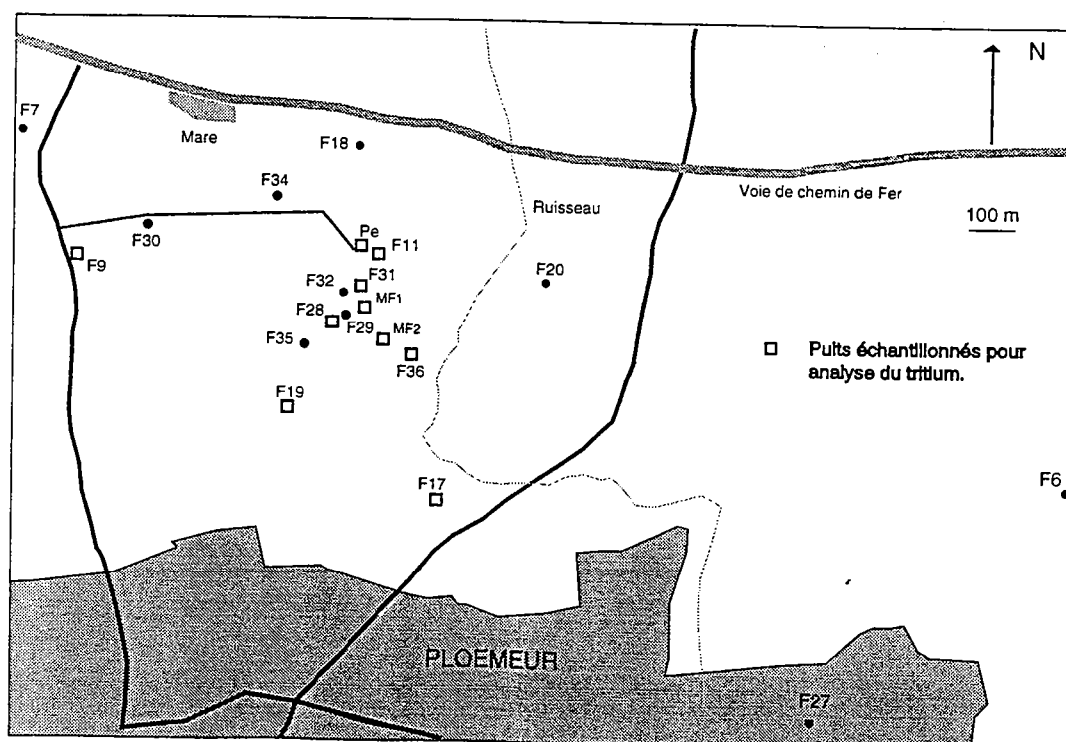 N
F7
Mare
F18
F34
Voie de chemin de Fer
Ruisseau
100 m
Pe
F11
F30
F9
F31
F32
F20
MF1
F28
F29
MF2
F35
F36
Puits échantillonnés pour
analyse du tritium.
F19
F17
F6
PLOEMEUR
F27